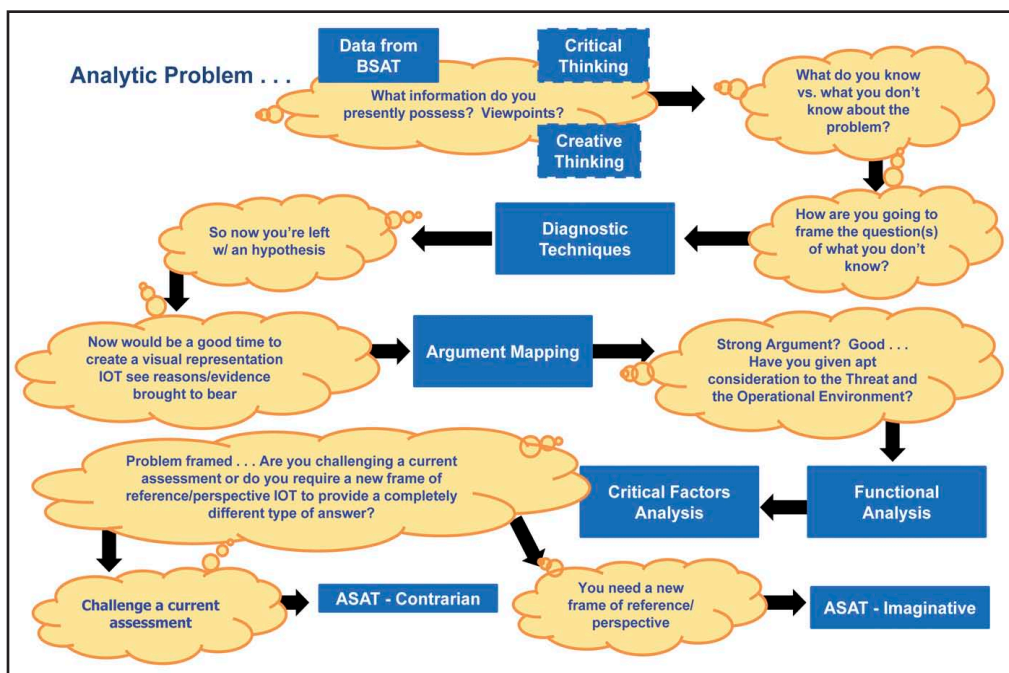 Analytic Problem . . .
Data from
BSAT
Critical
Thinking
What information do you
presently possess?  Viewpoints?
Creative
Thinking
What do you know
vs. what you don't
know about the
problem?
How are you going to
frame the question(s)
of what you don't
know?
Diagnostic
Techniques
So now you're left
w/ an hypothesis
Now would be a good time to
create a visual representation
IOT see reasons/evidence
brought to bear
Argument Mapping
Strong Argument?  Good . . .
Have you given apt
consideration to the Threat and
the Operational Environment?
Functional
Analysis
Critical Factors
Analysis
Problem framed . . . Are you challenging a current
assessment or do you require a new frame of
reference/perspective IOT to provide a completely
different type of answer?
Challenge a current
assessment
ASAT - Contrarian
You need a new
frame of reference/
perspective
ASAT - Imaginative